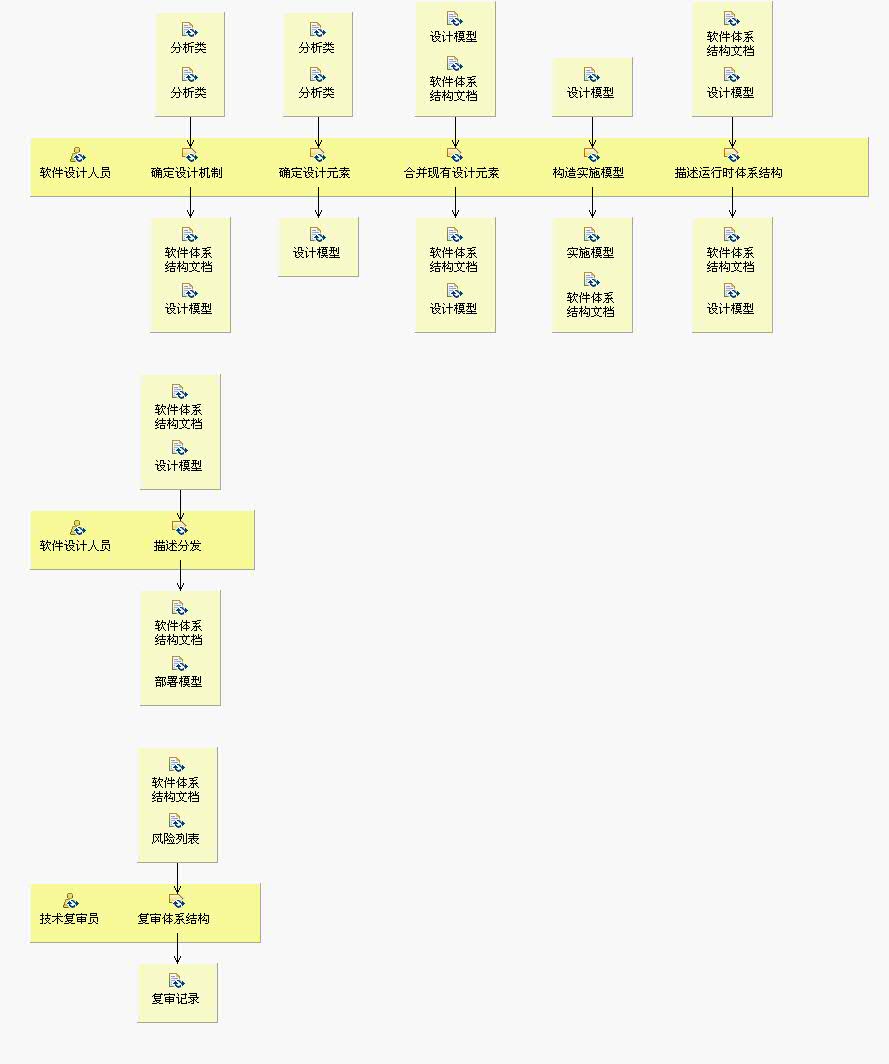 分析类
分析类
分析类
分析类
设计模型
软件体系
结构文档
设计模型
软件体系
结构文档
设计模型
软件设计人员
确定设计机制
确定设计元素
合并现有设计元素
构造实施模型
描述运行时体系结构
软件体系
结构文档
设计模型
设计模型
软件体系
结构文档
设计模型
实施模型
软件体系
结构文档
软件体系
结构文档
设计模型
软件体系
结构文档
设计模型
软件设计人员
描述分发
软件体系
结构文档
部署模型
软件体系
结构文档
风险列表
技术复审员
复审体系结构
复审记录